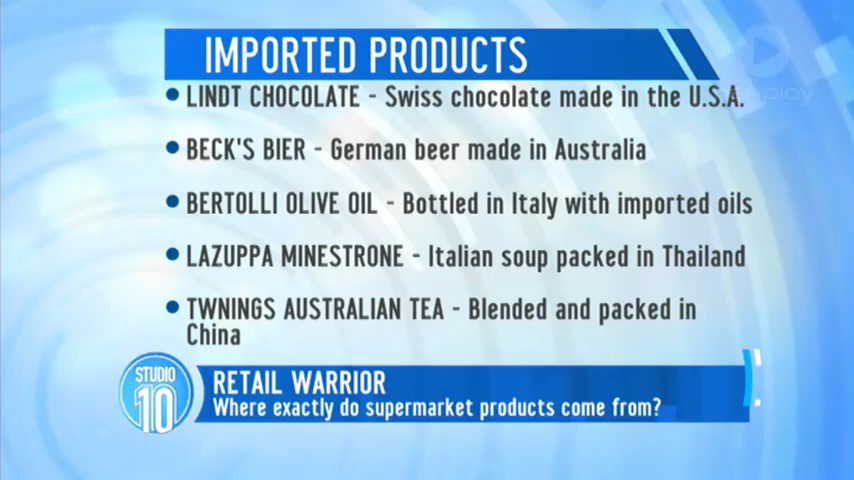 IMPORTED PRODUCTS
• LINDT CHOCOLATE - Swiss chocolate made in the U.S.A.
• BECK'S BIER - German beer made in Australia
• BERTOLLI OLIVE OIL - Bottled in Italy with imported oils
• LAZUPPA MINESTRONE - Italian soup packed in Thailand
• TWNINGS AUSTRALIAN TEA - Blended and packed in
China
STUDIO
10
RETAIL WARRIOR
Where exactly do supermarket products come from?